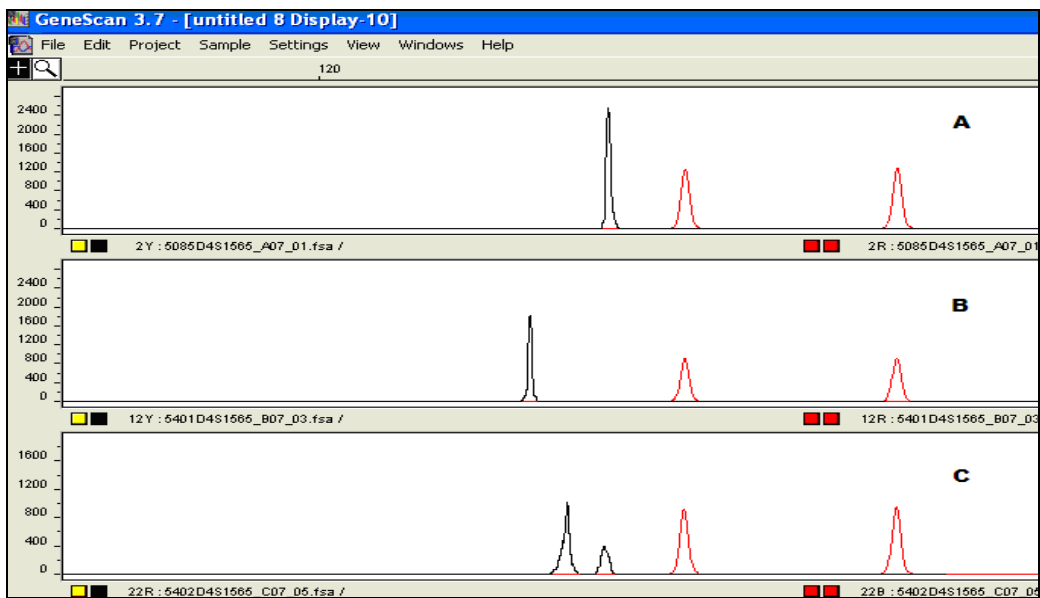 GeneScan 3.7 - [untitled 8 Display-10]
File Edit Project Sample Settings View Windows Help
120
A
2400
2000
1600
1200
800
400
0
2Y : 5085D4S1565_A07_01.fsa /
2R : 5085D4S1565_A07_01
B
2400
2000
1600
1200
800
400
0
12Y : 5401D4S1565_B07_03.fsa /
12R : 5401D4S1565_B07_03
C
1600
1200
800
400
0
22R : 5402D4S1565_C07_05.fsa /
22B : 5402D4S1565_C07_05